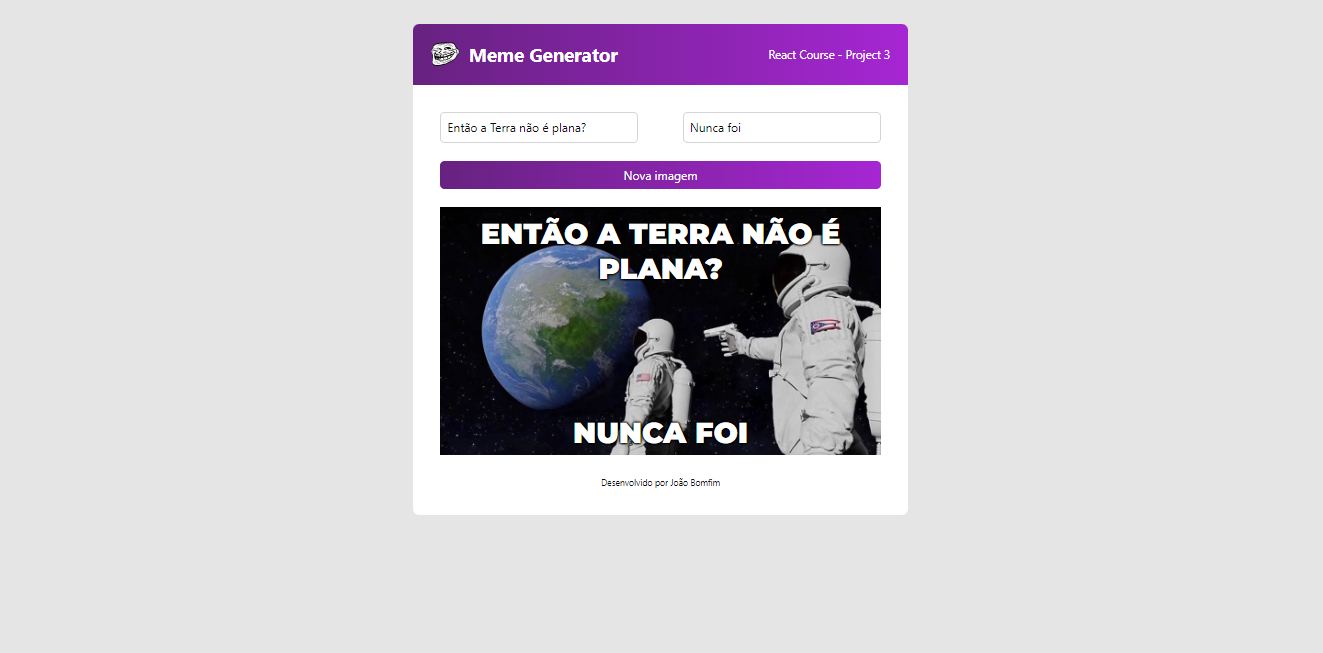 Meme Generator
React Course - Project 3
Então a Terra não é plana?
Nunca foi
Nova imagem
ENTÃO A TERRA NÃO É
PLANA?
NUNCA FOI
Desenvolvido por João Bomfim